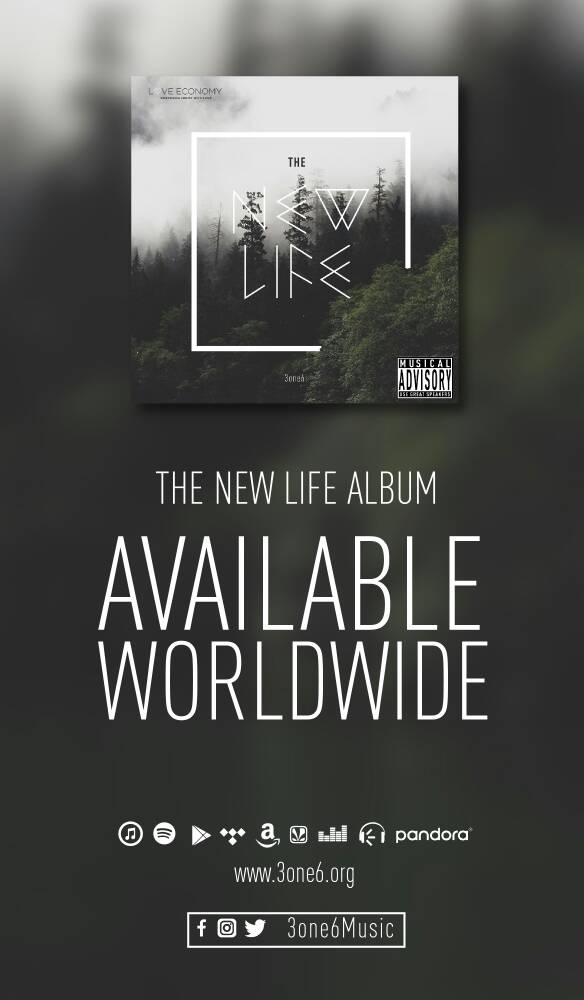 L VE ECONOMY
THE
NEW
LIFE
3one6
MUSICAL
ADVISORY
USE GREAT SPEAKERS
THE NEW LIFE ALBUM
AVAILABLE
WORLDWIDE
pandora
www.3one6.org
3one6Music